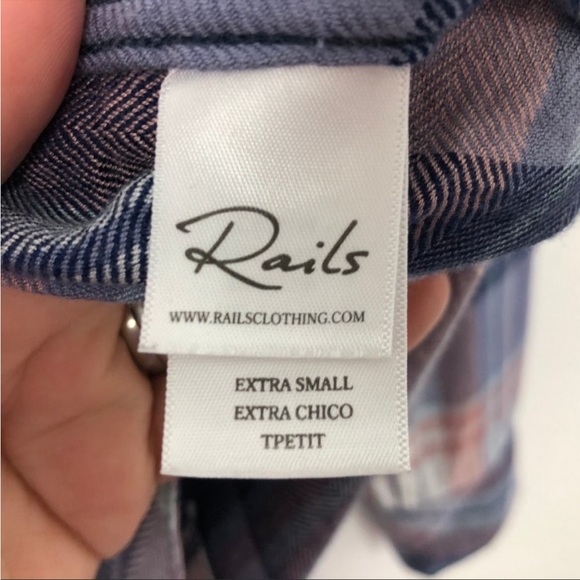 Rails
WWW.RAILSCLOTHING.COM
EXTRA SMALL
EXTRA CHICO
TPETIT